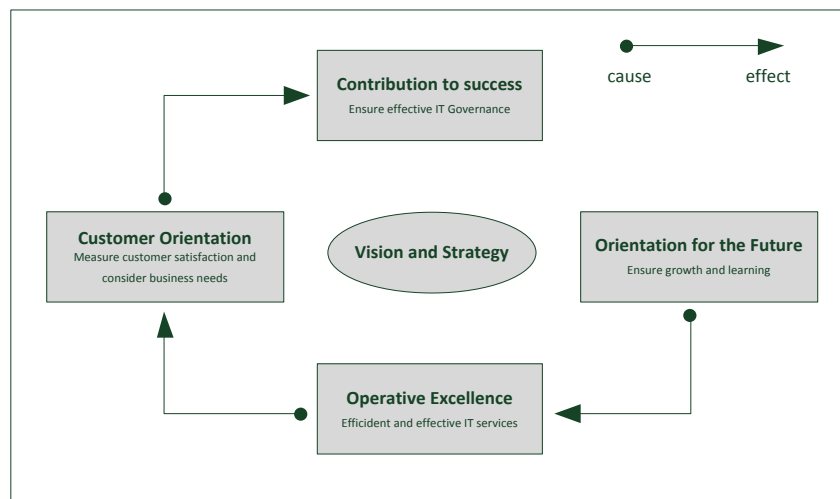 Contribution to success
Ensure effective IT Governance
cause
effect
Customer Orientation
Measure customer satisfaction and
consider business needs
Vision and Strategy
Orientation for the Future
Ensure growth and learning
Operative Excellence
Efficident and effective IT services